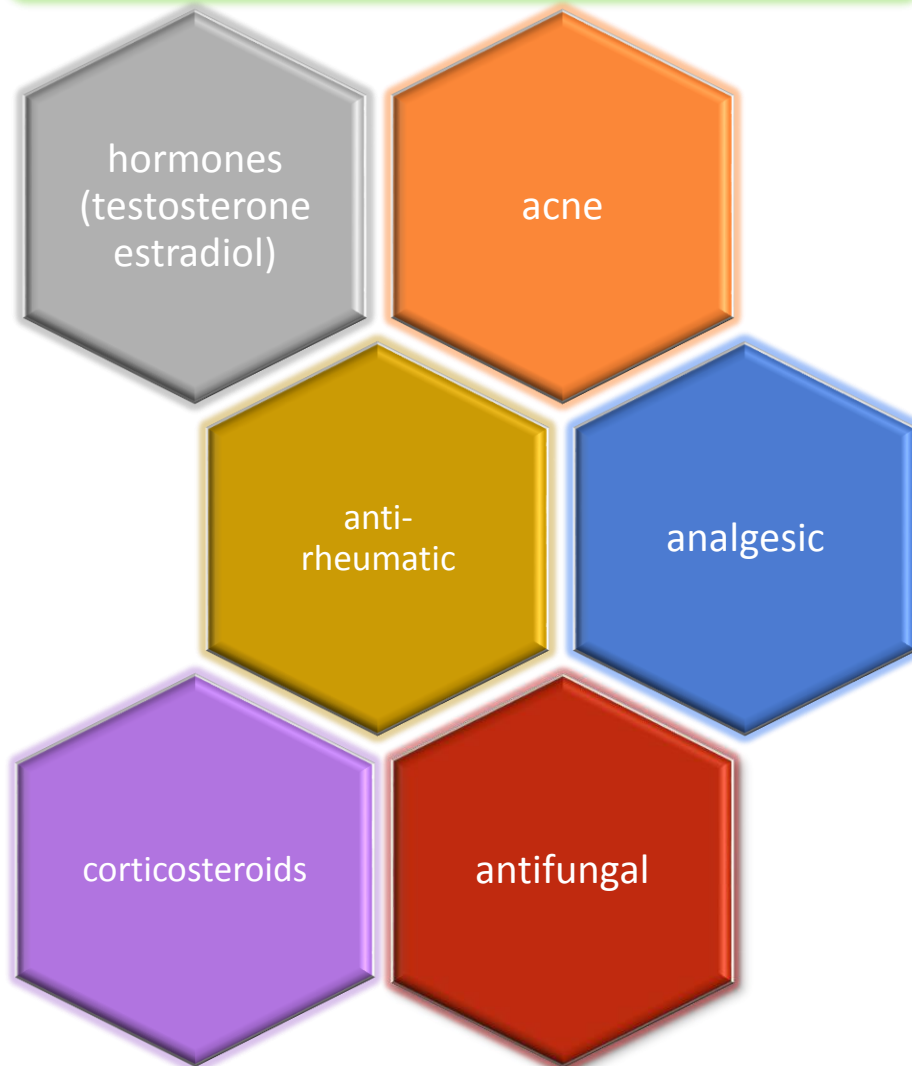 hormones
(testosterone
estradiol)
acne
anti-
rheumatic
analgesic
corticosteroids
antifungal